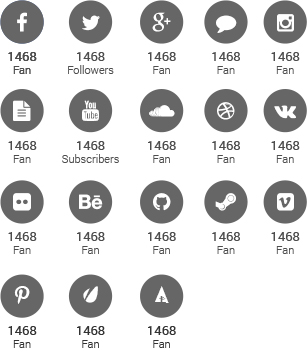 1468 1468 1468 1468 1468
Fan Followers Fan Fan Fan
You
Tube
1468 1468 1468 1468 1468
Fan Subscribers Fan Fan Fan
Bē
1468 1468 1468 1468 1468
Fan Fan Fan Fan Fan
1468 1468 1468
Fan Fan Fan